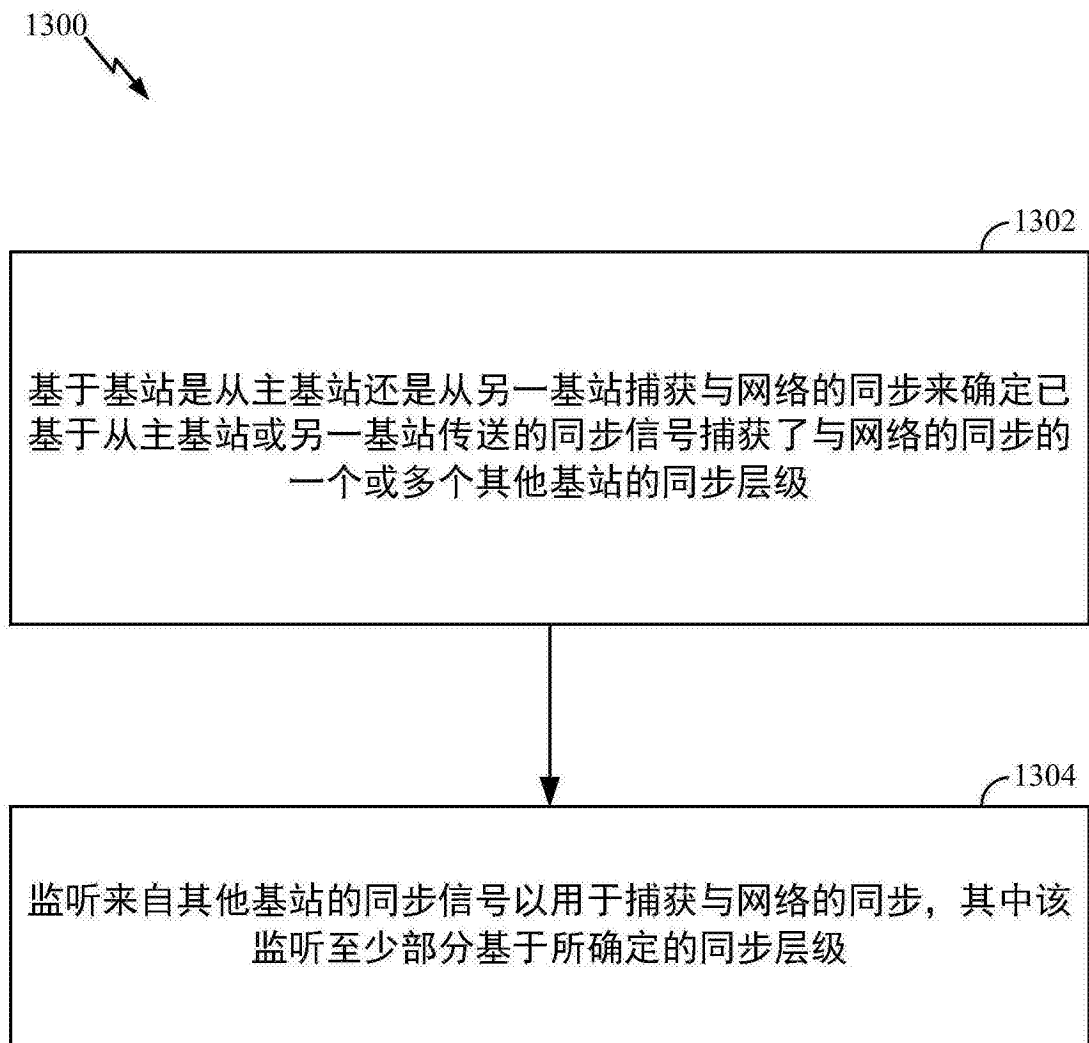 1300
1302
基于基站是从主基站还是从另一基站捕获与网络的同步来确定已
基于从主基站或另一基站传送的同步信号捕获了与网络的同步的
一个或多个其他基站的同步层级
1304
监听来自其他基站的同步信号以用于捕获与网络的同步，其中该
监听至少部分基于所确定的同步层级